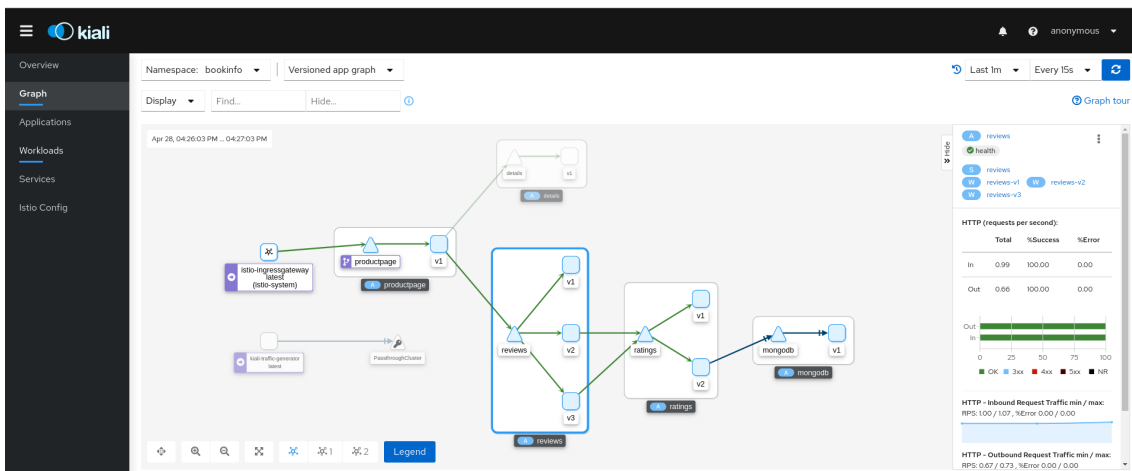 kiali
anonymous
Overview
Graph
Applications
Workloads
Services
Istio Config
Namespace: bookinfo
Versioned app graph
Last 1m
Every 15s
Display
Find...
Hide...
Graph tour
Apr 28, 04:26:03 PM ... 04:27:03 PM
Hide
details
v1
A details
productpage
v1
A productpage
istio-ingressgateway
latest
(istio-system)
kiali-traffic-generator
latest
PassthroughCluster
reviews
v1
v2
v3
A reviews
ratings
v1
v2
A ratings
mongodb
v1
A mongodb
1
2
Legend
A reviews
health
S reviews
W reviews-v1 W reviews-v2
W reviews-v3
HTTP (requests per second):
Total %Success %Error
In 0.99 100.00 0.00
Out 0.66 100.00 0.00
Out
In
0 25 50 75 100
OK 3xx 4xx 5xx NR
HTTP - Inbound Request Traffic min / max:
RPS: 1.00 / 1.07 , %Error 0.00 / 0.00
HTTP - Outbound Request Traffic min / max:
RPS: 0.67 / 0.73 , %Error 0.00 / 0.00